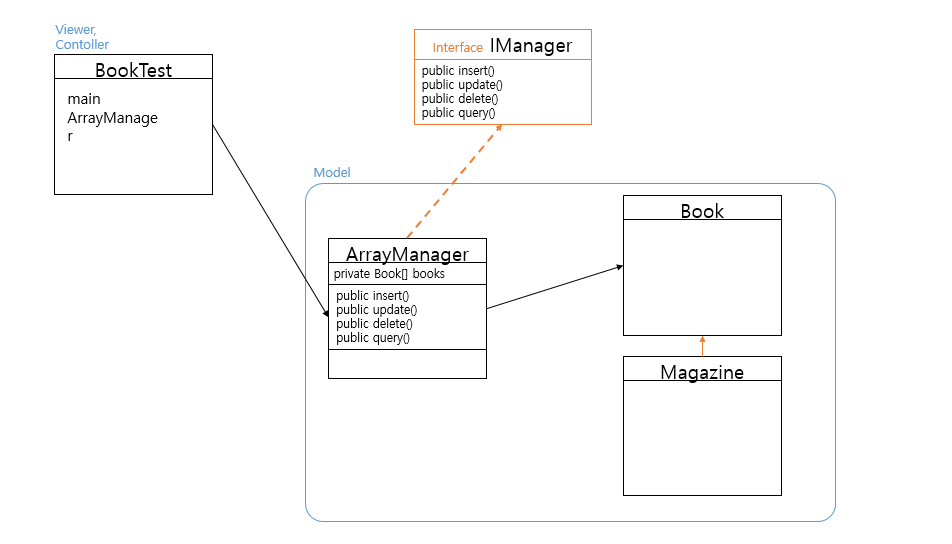 Viewer,
Contoller
BookTest
main
ArrayManage
r
Interface IManager
public insert()
public update()
public delete()
public query()
Model
ArrayManager
private Book[] books
public insert()
public update()
public delete()
public query()
Book
Magazine